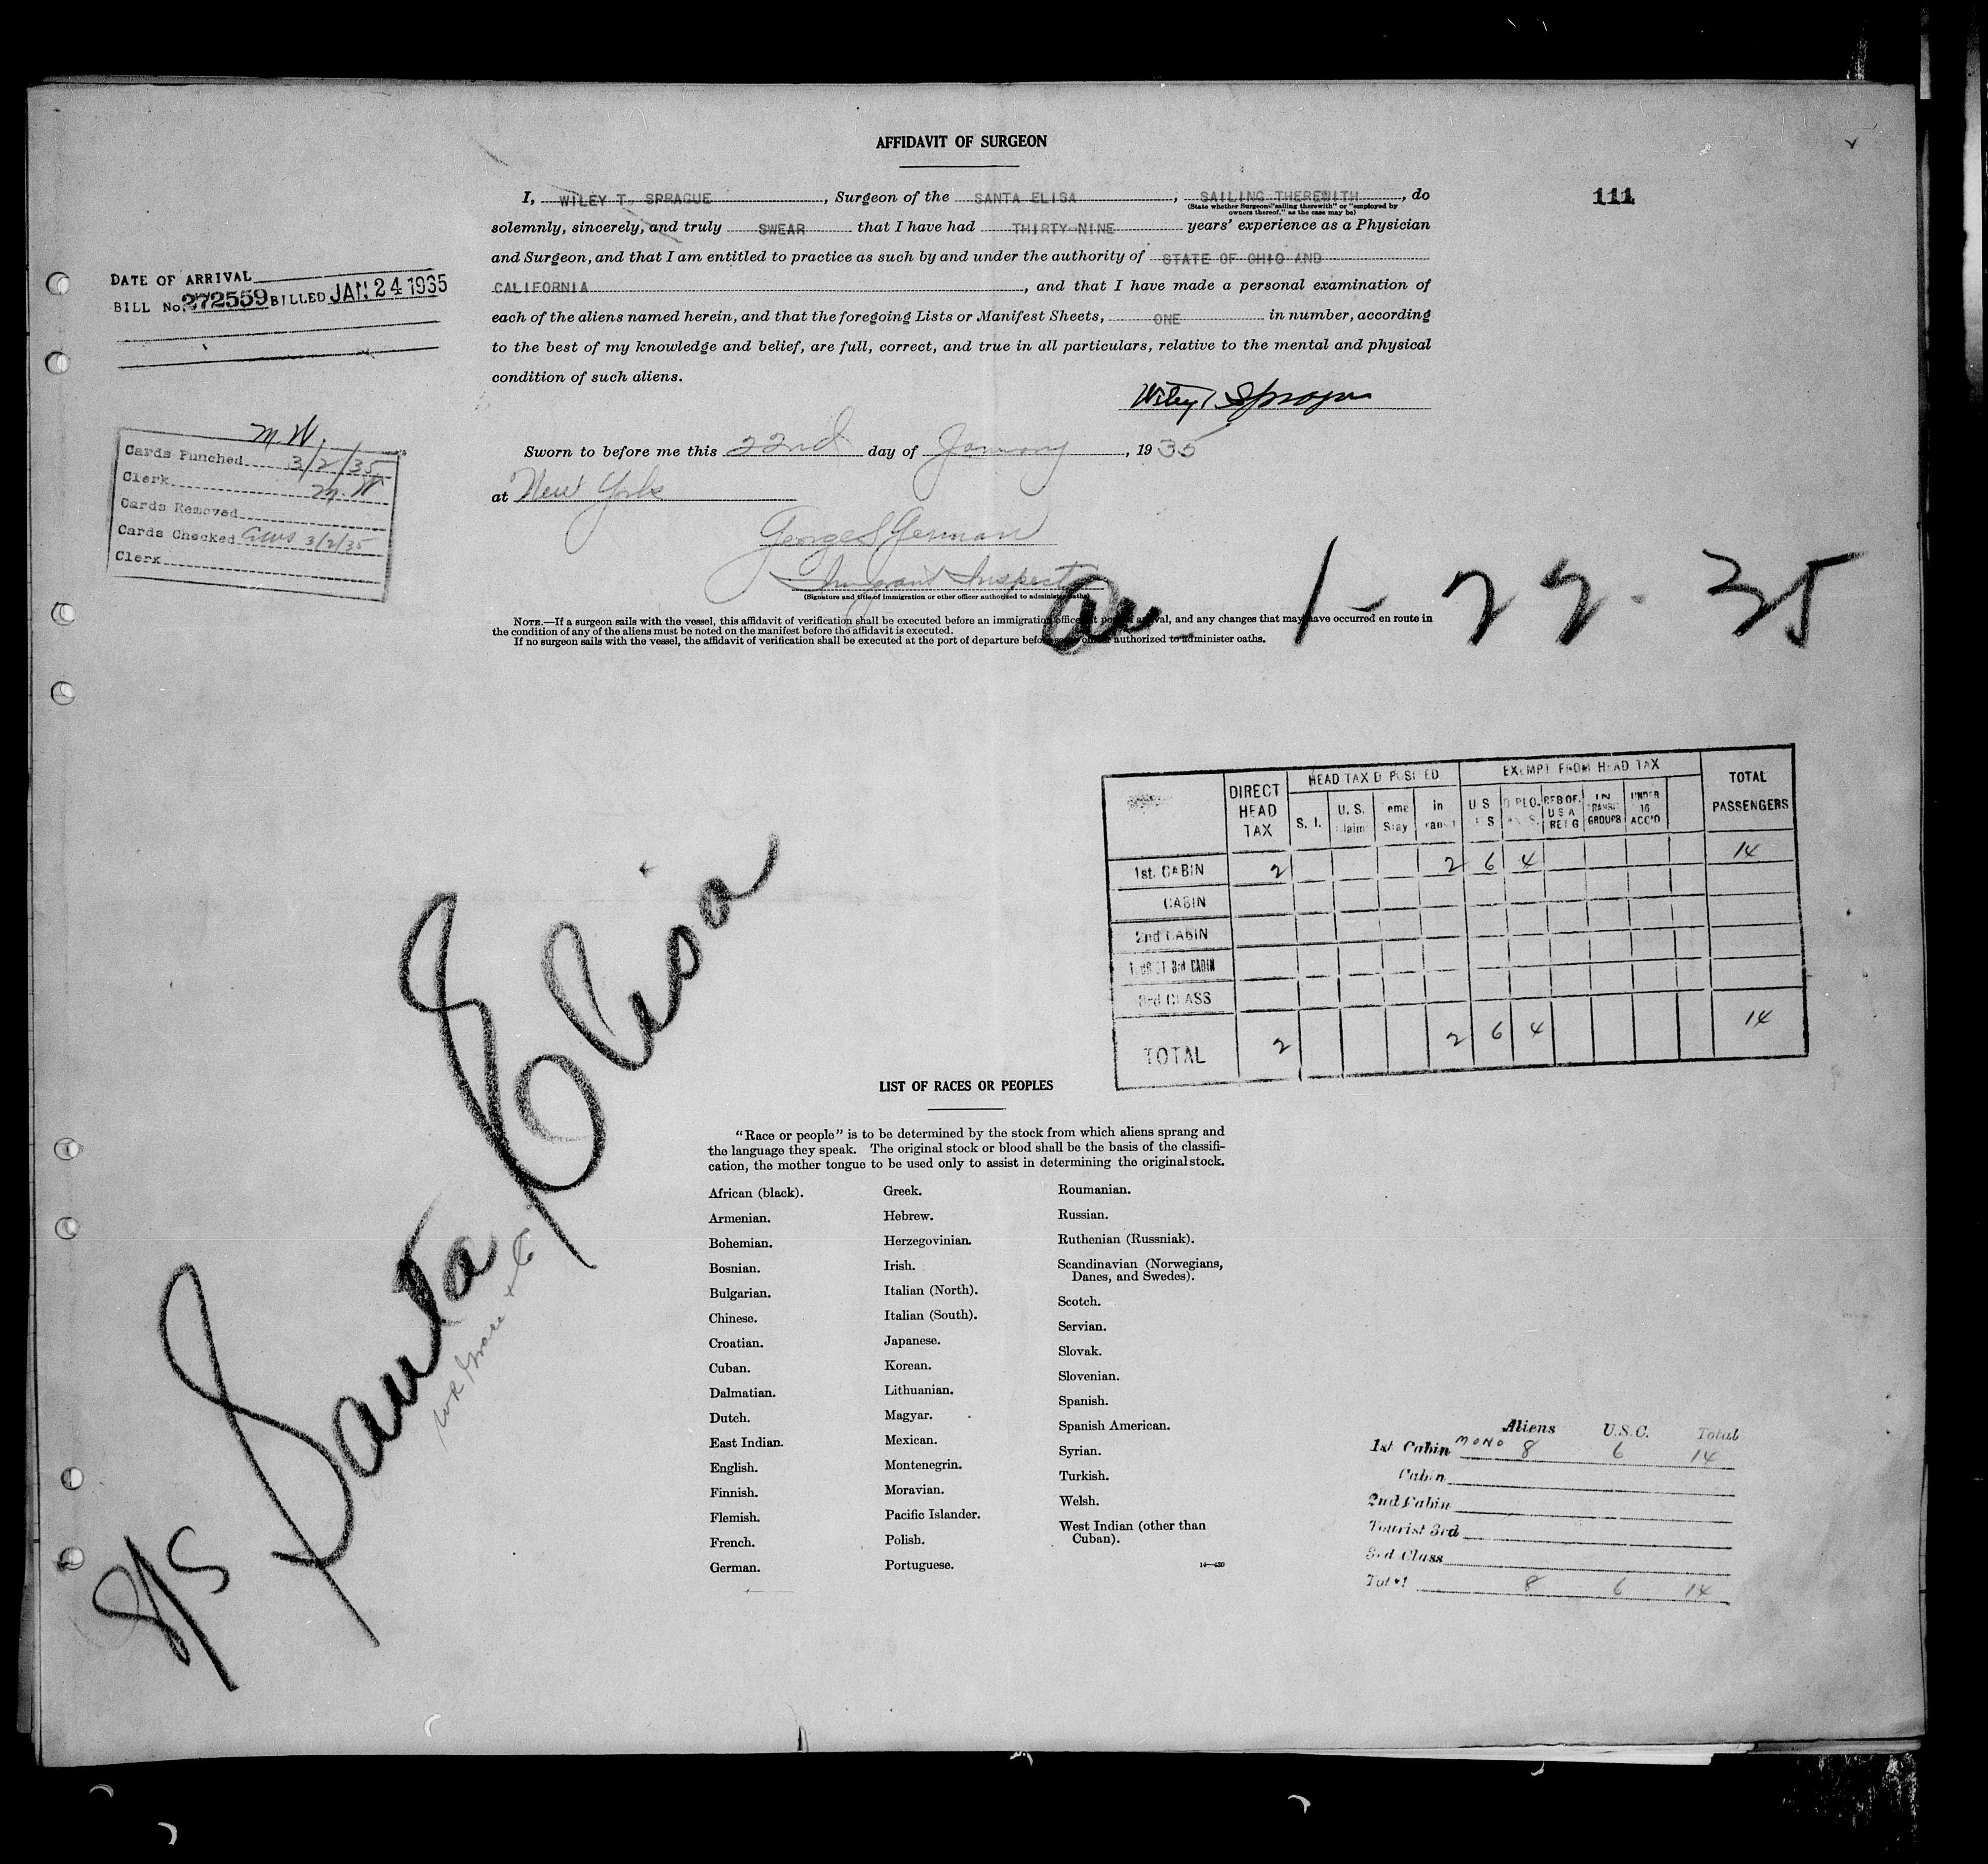 AFFIDAVIT OF SURGEON
111
I, WILEY T. SPRAGUE, Surgeon of the SANTA ELISA, SAILING THEREWITH, do
(State whether Surgeon "sailing therewith" or "employed by
owners thereof," as the case may be)
solemnly, sincerely, and truly SWEAR that I have had THIRTY-NINE years' experience as a Physician
and Surgeon, and that I am entitled to practice as such by and under the authority of STATE OF OHIO AND
CALIFORNIA, and that I have made a personal examination of
each of the aliens named herein, and that the foregoing Lists or Manifest Sheets, ONE in number, according
to the best of my knowledge and belief, are full, correct, and true in all particulars, relative to the mental and physical
condition of such aliens.
Wiley T Sprague
Sworn to before me this 22nd day of January, 1935
at New York
George S German
Immigrant Inspector
(Signature and title of immigration or other officer authorized to administer oaths)
NOTE.—If a surgeon sails with the vessel, this affidavit of verification shall be executed before an immigration officer at port of arrival, and any changes that may have occurred en route in
the condition of any of the aliens must be noted on the manifest before the affidavit is executed.
If no surgeon sails with the vessel, the affidavit of verification shall be executed at the port of departure before some officer authorized to administer oaths.
DATE OF ARRIVAL
BILL No. 272559 BILLED JAN 24 1935
M.W.
Cards Punched 3/2/35
Clerk M.W
Cards Removed
Cards Checked 3/2/35
Clerk
1-22-35
DIRECT HEAD TAX
HEAD TAX DEPOSITED
EXEMPT FROM HEAD TAX
TOTAL PASSENGERS
S. I.
U. S. Claim
Temp Stay
in Transit
U S
DIPLO-
REB OF. U S A RET G
IN TRANSIT GROUPS
UNDER 16 ACC'D
1st. CABIN 2 2 6 4 14
CABIN
2nd CABIN
TOURIST 3rd CABIN
3rd CLASS
TOTAL 2 2 6 4 14
S/S Santa Elisa
WR Grace + Co
LIST OF RACES OR PEOPLES
"Race or people" is to be determined by the stock from which aliens sprang and
the language they speak. The original stock or blood shall be the basis of the classifi-
cation, the mother tongue to be used only to assist in determining the original stock.
African (black).
Armenian.
Bohemian.
Bosnian.
Bulgarian.
Chinese.
Croatian.
Cuban.
Dalmatian.
Dutch.
East Indian.
English.
Finnish.
Flemish.
French.
German.
Greek.
Hebrew.
Herzegovinian.
Irish.
Italian (North).
Italian (South).
Japanese.
Korean.
Lithuanian.
Magyar.
Mexican.
Montenegrin.
Moravian.
Pacific Islander.
Polish.
Portuguese.
Roumanian.
Russian.
Ruthenian (Russniak).
Scandinavian (Norwegians,
Danes, and Swedes).
Scotch.
Servian.
Slovak.
Slovenian.
Spanish.
Spanish American.
Syrian.
Turkish.
Welsh.
West Indian (other than
Cuban).
Aliens U.S.C. Total
1st Cabin MONO 8 6 14
Cabin
2nd Cabin
Tourist 3rd
3rd Class
Total 8 6 14